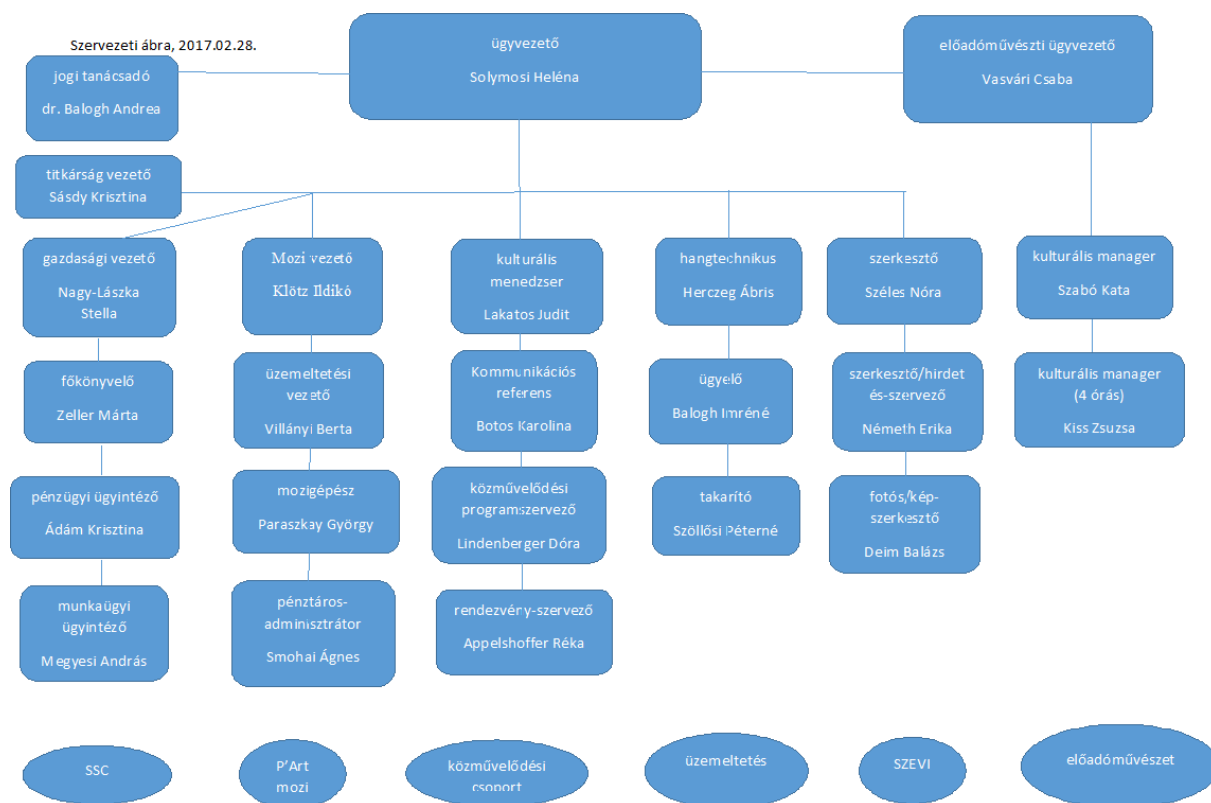 Szervezeti ábra, 2017.02.28.
ügyvezető
Solymosi Heléna
előadóművészti ügyvezető
Vasvári Csaba
jogi tanácsadó
dr. Balogh Andrea
titkárság vezető
Sásdy Krisztina
gazdasági vezető
Nagy-Lászka
Stella
Mozi vezető
Klötz Ildikó
kulturális
menedzser
Lakatos Judit
hangtechnikus
Herczeg Ábris
szerkesztő
Széles Nóra
kulturális manager
Szabó Kata
főkönyvelő
Zeller Márta
üzemeltetési
vezető
Villányi Berta
Kommunikációs
referens
Botos Karolina
ügyelő
Balogh Imréné
szerkesztő/hirdet
és-szervező
Németh Erika
kulturális manager
(4 órás)
Kiss Zsuzsa
pénzügyi ügyintéző
Ádám Krisztina
mozigépész
Paraszkay György
közművelődési
programszervező
Lindenberger Dóra
takarító
Szöllősi Péterné
fotós/kép-
szerkesztő
Deim Balázs
munkaügyi
ügyintéző
Megyesi András
pénztáros-
adminisztrátor
Smohai Ágnes
rendezvény-szervező
Appelshoffer Réka
SSC
P'Art
mozi
közművelődési
csoport
üzemeltetés
SZEVI
előadóművészet